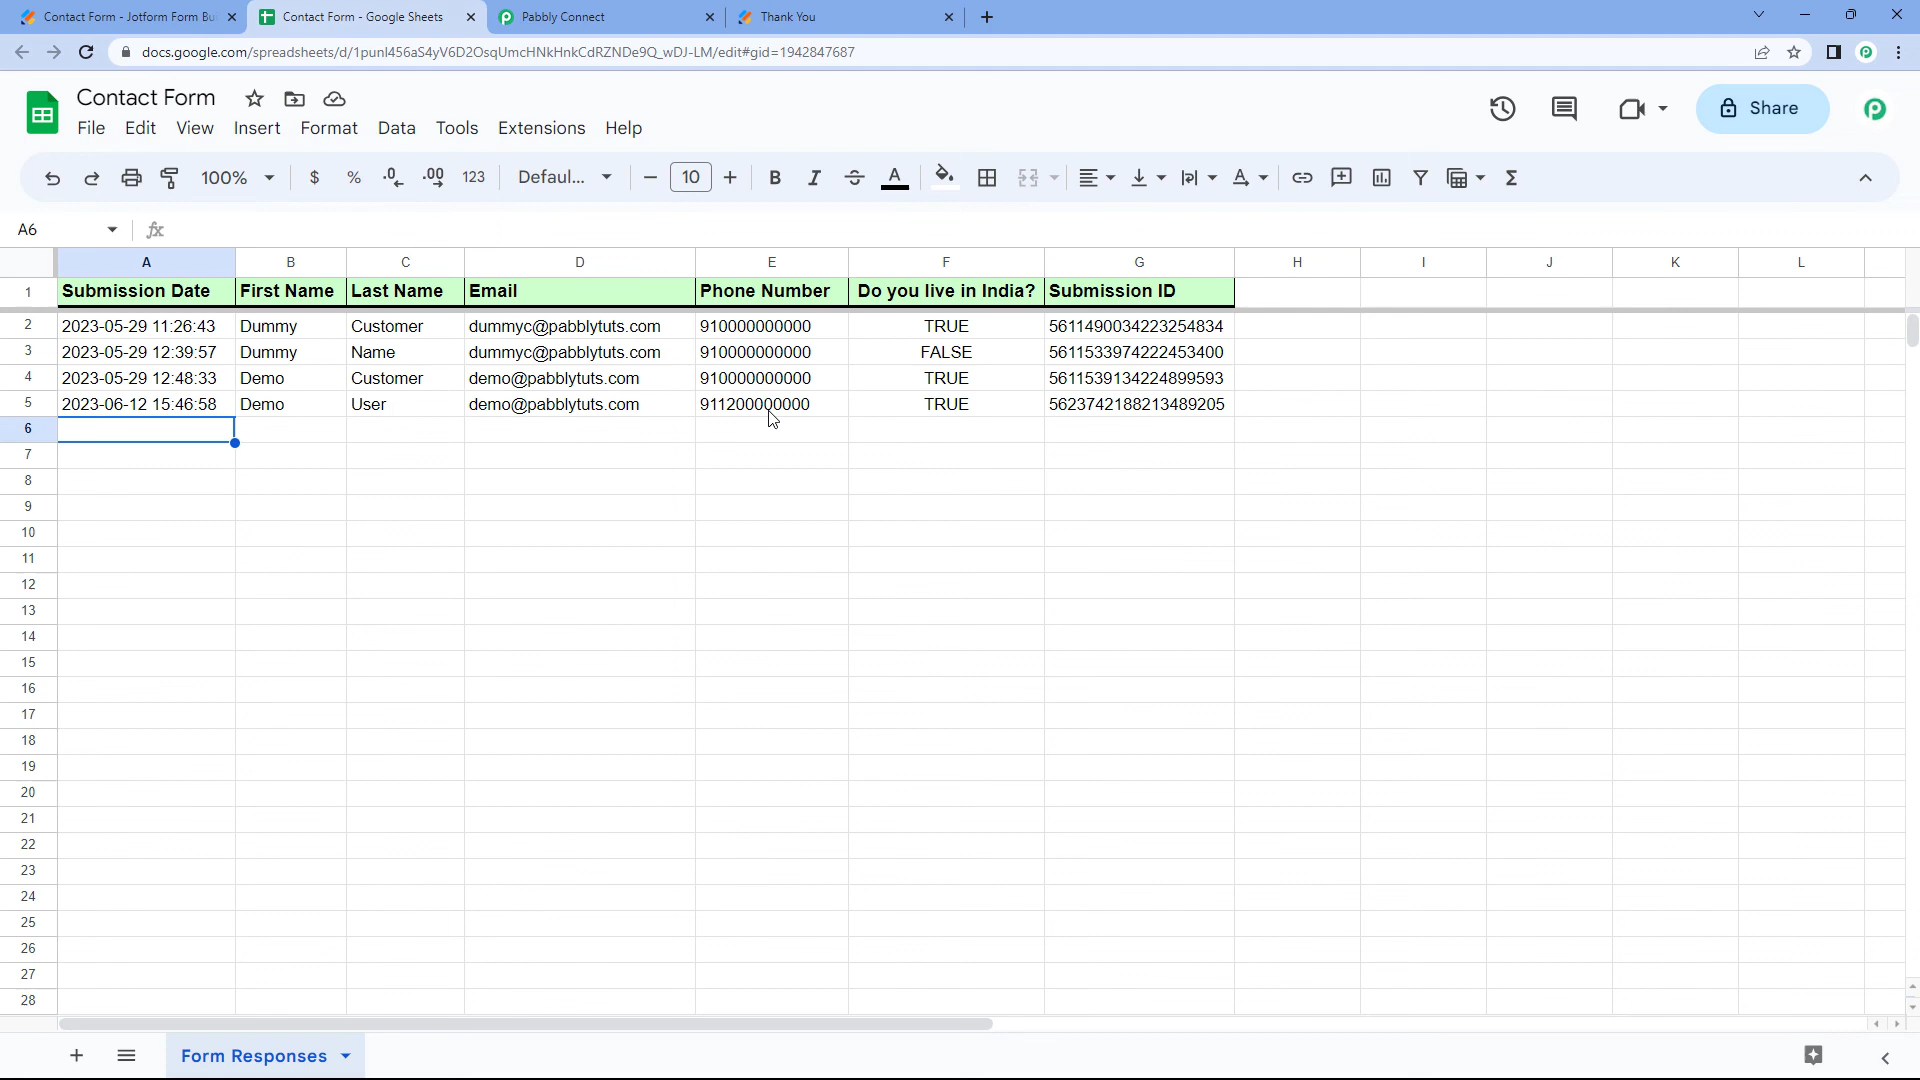 Contact Form - Jotform Form Bu
Contact Form - Google Sheets
Pabbly Connect
Thank You
docs.google.com/spreadsheets/d/1punI456aS4yV6D2OsqUmcHNkHnkCdRZNDe9Q_wDJ-LM/edit#gid=1942847687
Contact Form
File Edit View Insert Format Data Tools Extensions Help
Share
100% $ % .0 .00 123 Defaul... 10 B I S A
A6 fx
A B C D E F G H I J K L
1 Submission Date First Name Last Name Email Phone Number Do you live in India? Submission ID
2 2023-05-29 11:26:43 Dummy Customer dummyc@pabblytuts.com 910000000000 TRUE 5611490034223254834
3 2023-05-29 12:39:57 Dummy Name dummyc@pabblytuts.com 910000000000 FALSE 5611533974222453400
4 2023-05-29 12:48:33 Demo Customer demo@pabblytuts.com 910000000000 TRUE 5611539134224899593
5 2023-06-12 15:46:58 Demo User demo@pabblytuts.com 911200000000 TRUE 5623742188213489205
6
7
8
9
10
11
12
13
14
15
16
17
18
19
20
21
22
23
24
25
26
27
28
Form Responses